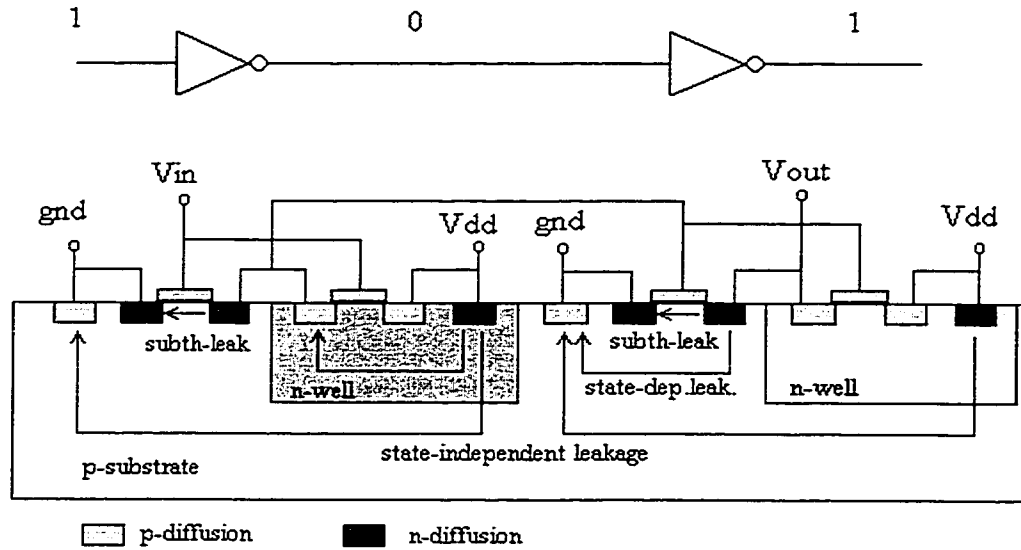 1 0 1
Vin Vout
gnd Vdd gnd Vdd
subth-leak subth-leak
n-well state-dep.leak. n-well
state-independent leakage
p-substrate
p-diffusion n-diffusion